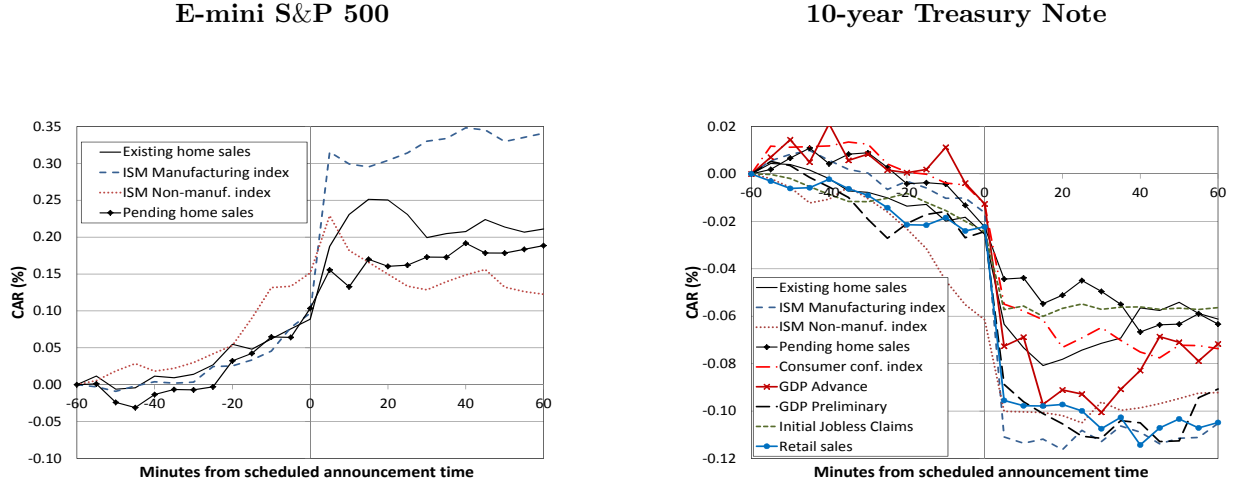 E-mini S&P 500
10-year Treasury Note
0.35
0.30
0.25
0.20
0.15
0.10
0.05
0.00
-0.05
-0.10
CAR (%)
Existing home sales
ISM Manufacturing index
ISM Non-manuf. index
Pending home sales
-60
-40
-20
0
20
40
60
Minutes from scheduled announcement time
0.02
0.00
-0.02
-0.04
-0.06
-0.08
-0.10
-0.12
CAR (%)
-60
-40
-20
0
20
40
60
Existing home sales
ISM Manufacturing index
ISM Non-manuf. index
Pending home sales
Consumer conf. index
GDP Advance
GDP Preliminary
Initial Jobless Claims
Retail sales
Minutes from scheduled announcement time